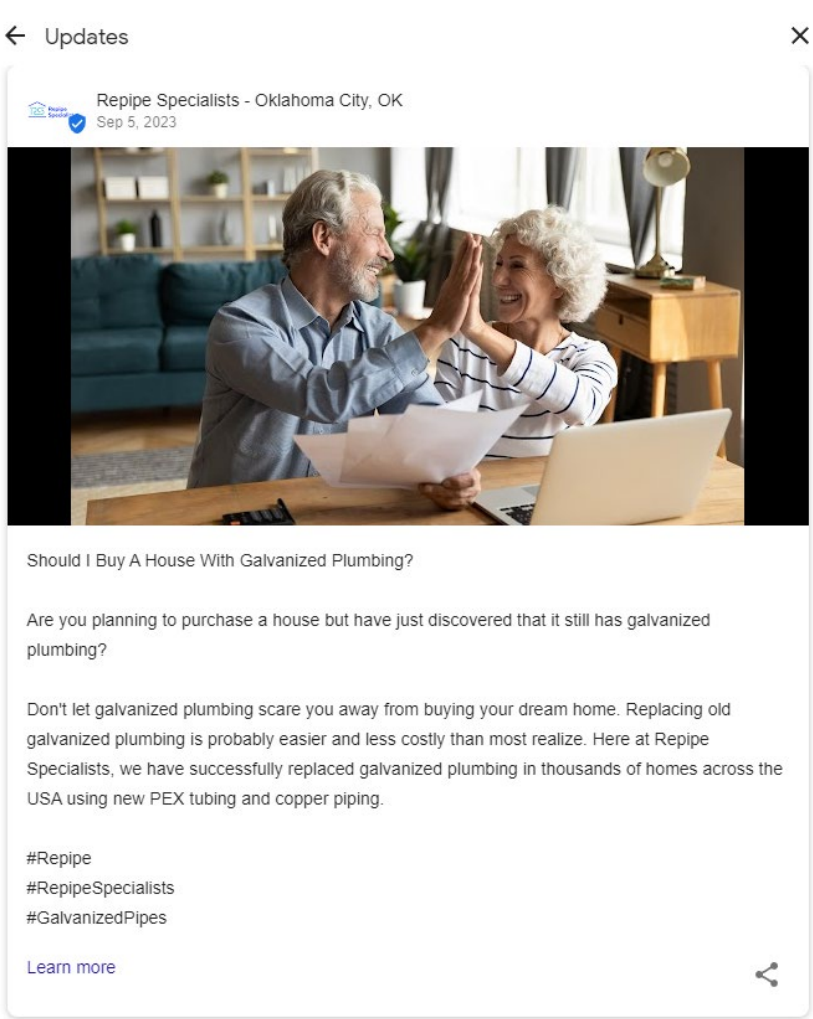 Updates
Repipe Specialists - Oklahoma City, OK
Repipe
Specialists
Sep 5, 2023
Should I Buy A House With Galvanized Plumbing?
Are you planning to purchase a house but have just discovered that it still has galvanized
plumbing?
Don't let galvanized plumbing scare you away from buying your dream home. Replacing old
galvanized plumbing is probably easier and less costly than most realize. Here at Repipe
Specialists, we have successfully replaced galvanized plumbing in thousands of homes across the
USA using new PEX tubing and copper piping.
#Repipe
#RepipeSpecialists
#GalvanizedPipes
Learn more